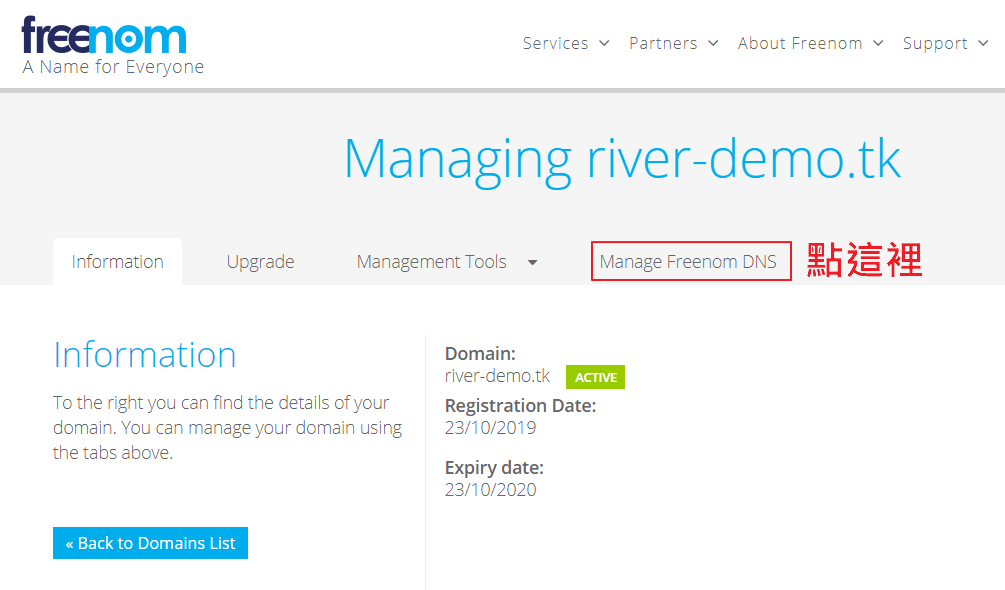 freenom
A Name for Everyone
Services Partners About Freenom Support
Managing river-demo.tk
Information Upgrade Management Tools Manage Freenom DNS 點這裡
Information
To the right you can find the details of your
domain. You can manage your domain using
the tabs above.
« Back to Domains List
Domain:
river-demo.tk ACTIVE
Registration Date:
23/10/2019
Expiry date:
23/10/2020